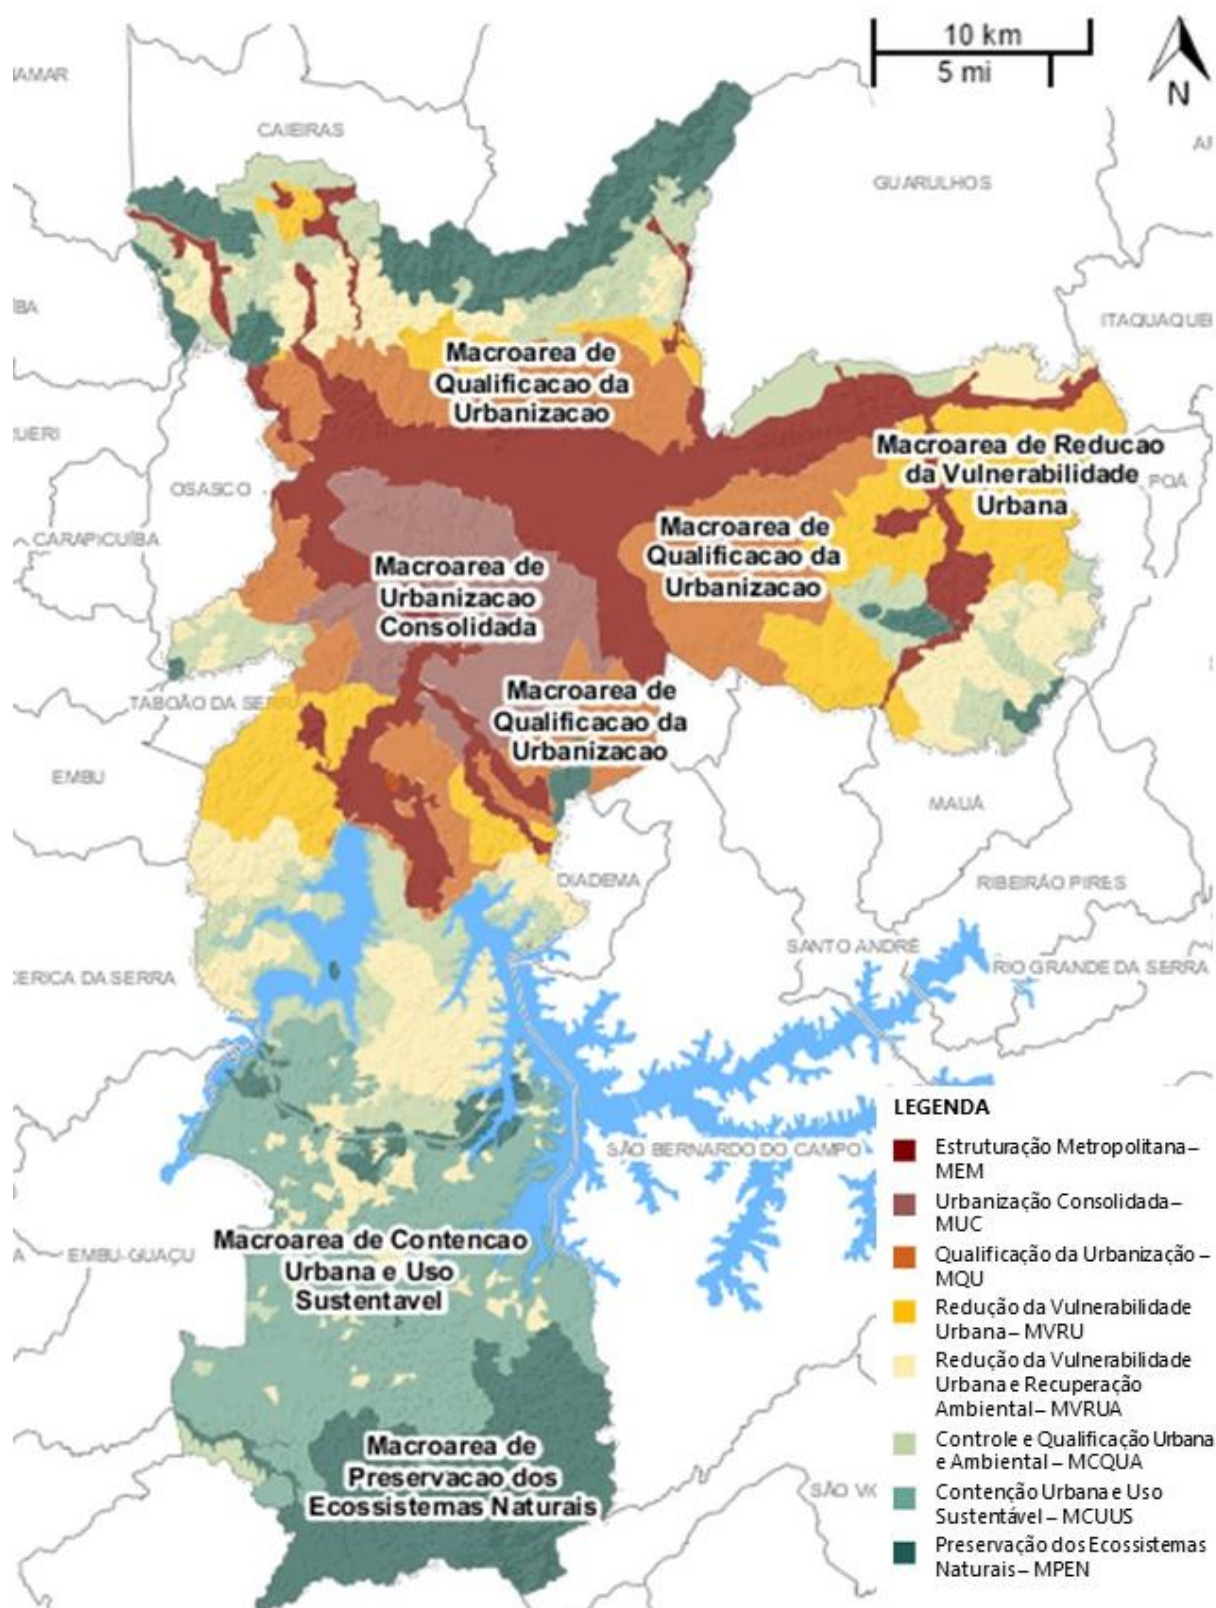 10 km
5 mi
N
AMAR
CAIEIRAS
GUARULHOS
ITAQUAQUE
Macroarea de
Qualificacao da
Urbanizacao
OSASCO
Macroarea de Reducao
da Vulnerabilidade
Urbana
POÁ
CARAPICUÍBA
Macroarea de
Qualificacao da
Urbanizacao
Macroarea de
Urbanizacao
Consolidada
TABOÃO DA SERRA
Macroarea de
Qualificacao da
Urbanizacao
EMBU
MAUÁ
DIADEMA
RIBEIRÃO PIRES
SANTO ANDRÉ
RIO GRANDE DA SERRA
CERICA DA SERRA
SÃO BERNARDO DO CAMPO
EMBU-GUAÇU
Macroarea de Contencao
Urbana e Uso
Sustentavel
Macroarea de
Preservacao dos
Ecossistemas Naturais
LEGENDA
Estruturação Metropolitana–
MEM
Urbanização Consolidada–
MUC
Qualificação da Urbanização –
MQU
Redução da Vulnerabilidade
Urbana– MVRU
Redução da Vulnerabilidade
Urbana e Recuperação
Ambiental– MVRUA
Controle e Qualificação Urbana
e Ambiental – MCQUA
Contenção Urbana e Uso
Sustentável – MCUUS
Preservação dos Ecossistemas
Naturais– MPEN